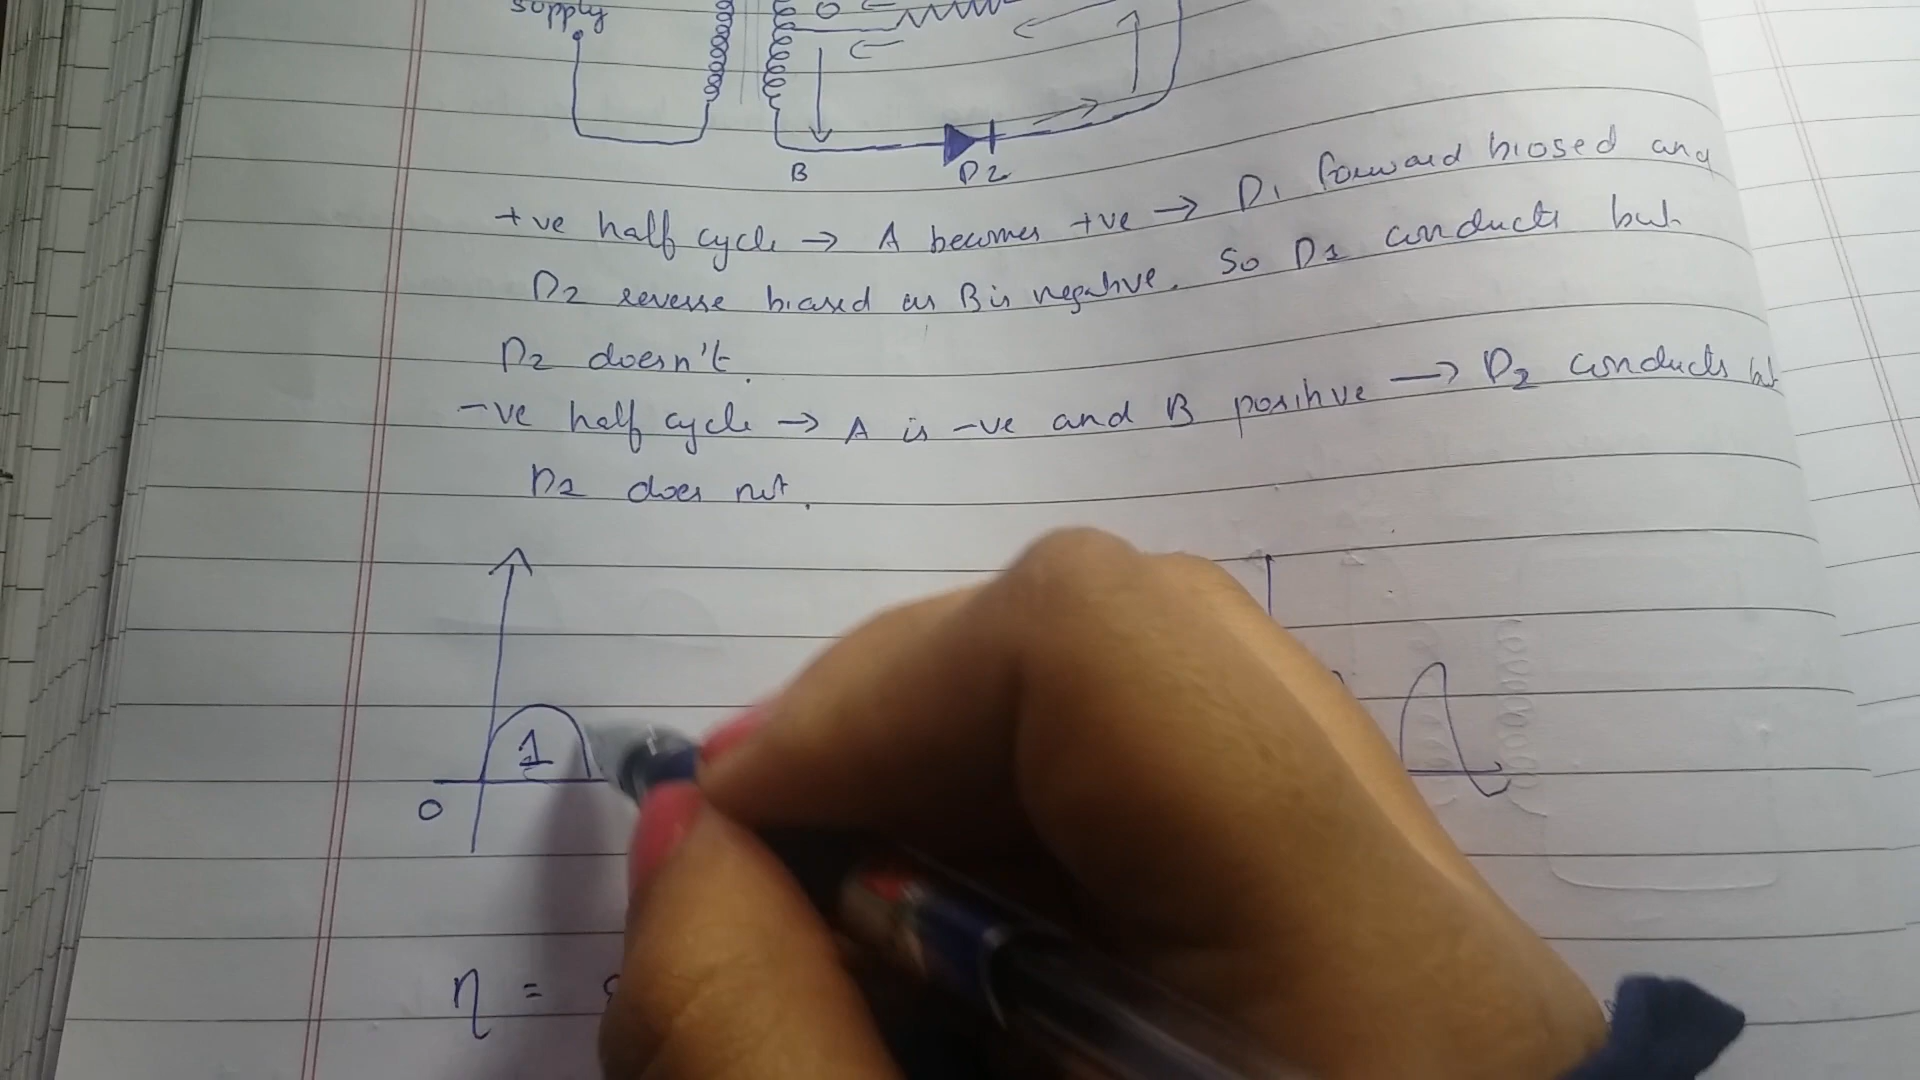 supply
O
B
D2
+ve half cycle → A becomes +ve → D1 forward biased and
D2 reverse biased as B is negative. So D1 conducts but
D2 doesn't.
-ve half cycle → A is -ve and B positive → D2 conducts but
D1 does not.
1
O
η =